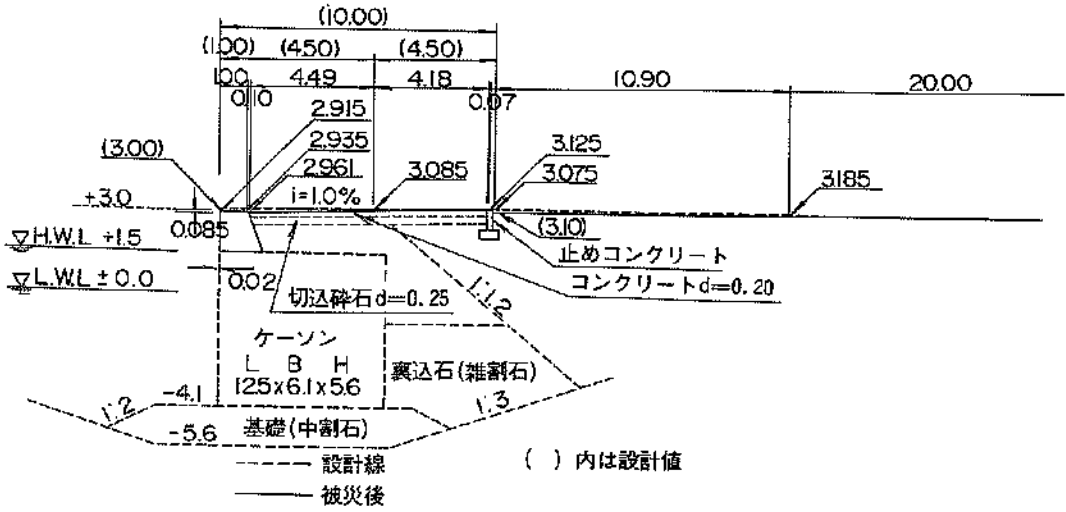 (10.00)
(1.00) (4.50) (4.50)
1.00 4.49 4.18 10.90 20.00
0.10 0.07
2.915 3.125
(3.00) 2.935 3.075
2.961 3.085 3.185
+3.0 i=1.0%
0.085 (3.10)
H.W.L +1.5 止めコンクリート
L.W.L ±0.0 0.02 コンクリートd=0.20
切込砕石d=0.25 1:1.2
ケーソン
L B H 裏込石(雑割石)
12.5×6.1×5.6
1:2 -4.1 1:3
-5.6 基礎(中割石)
設計線 ( )内は設計値
被災後